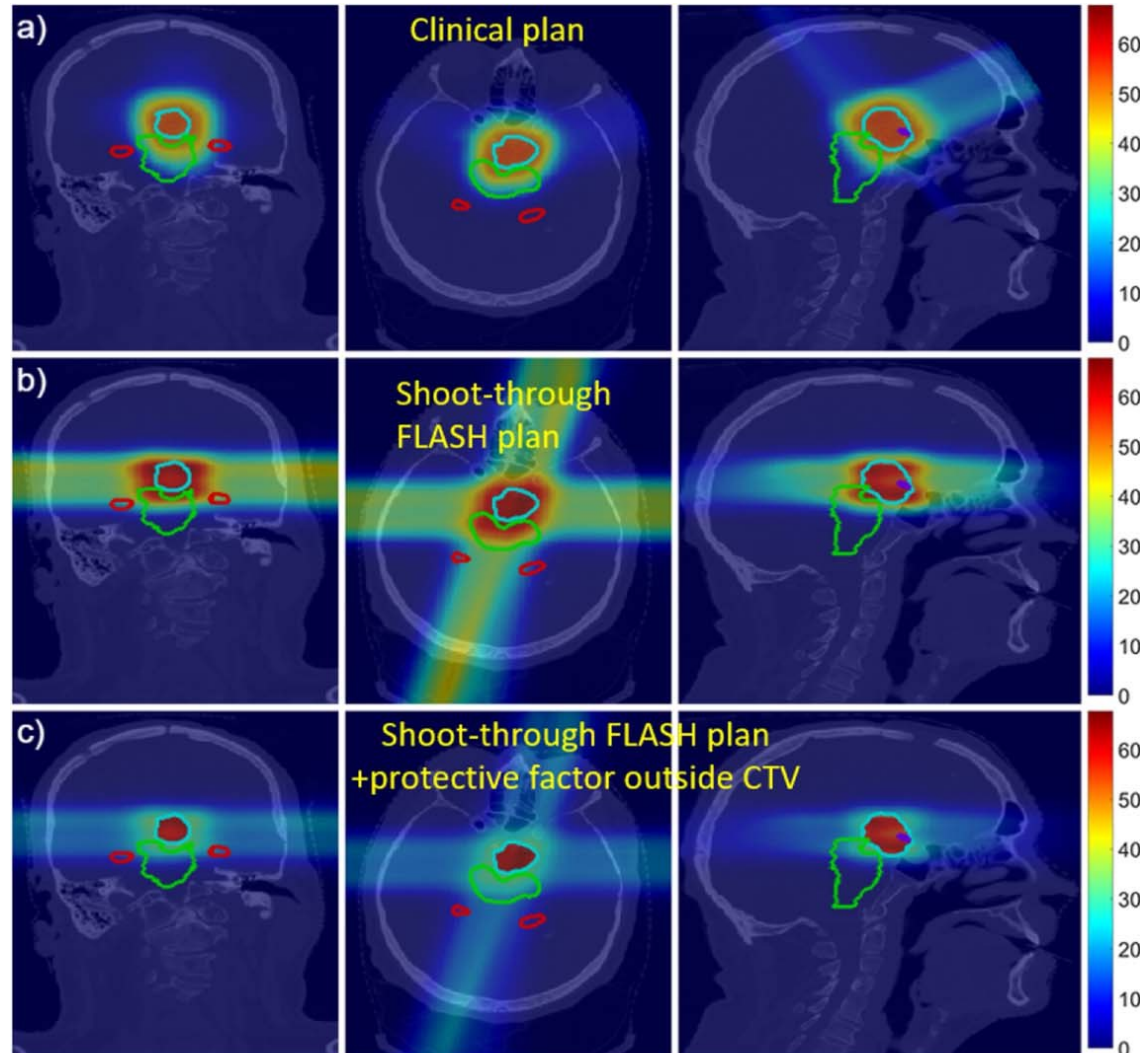 a)
Clinical plan
60
50
40
30
20
10
0
b)
Shoot-through
FLASH plan
60
50
40
30
20
10
0
c)
Shoot-through FLASH plan
+protective factor outside CTV
60
50
40
30
20
10
0